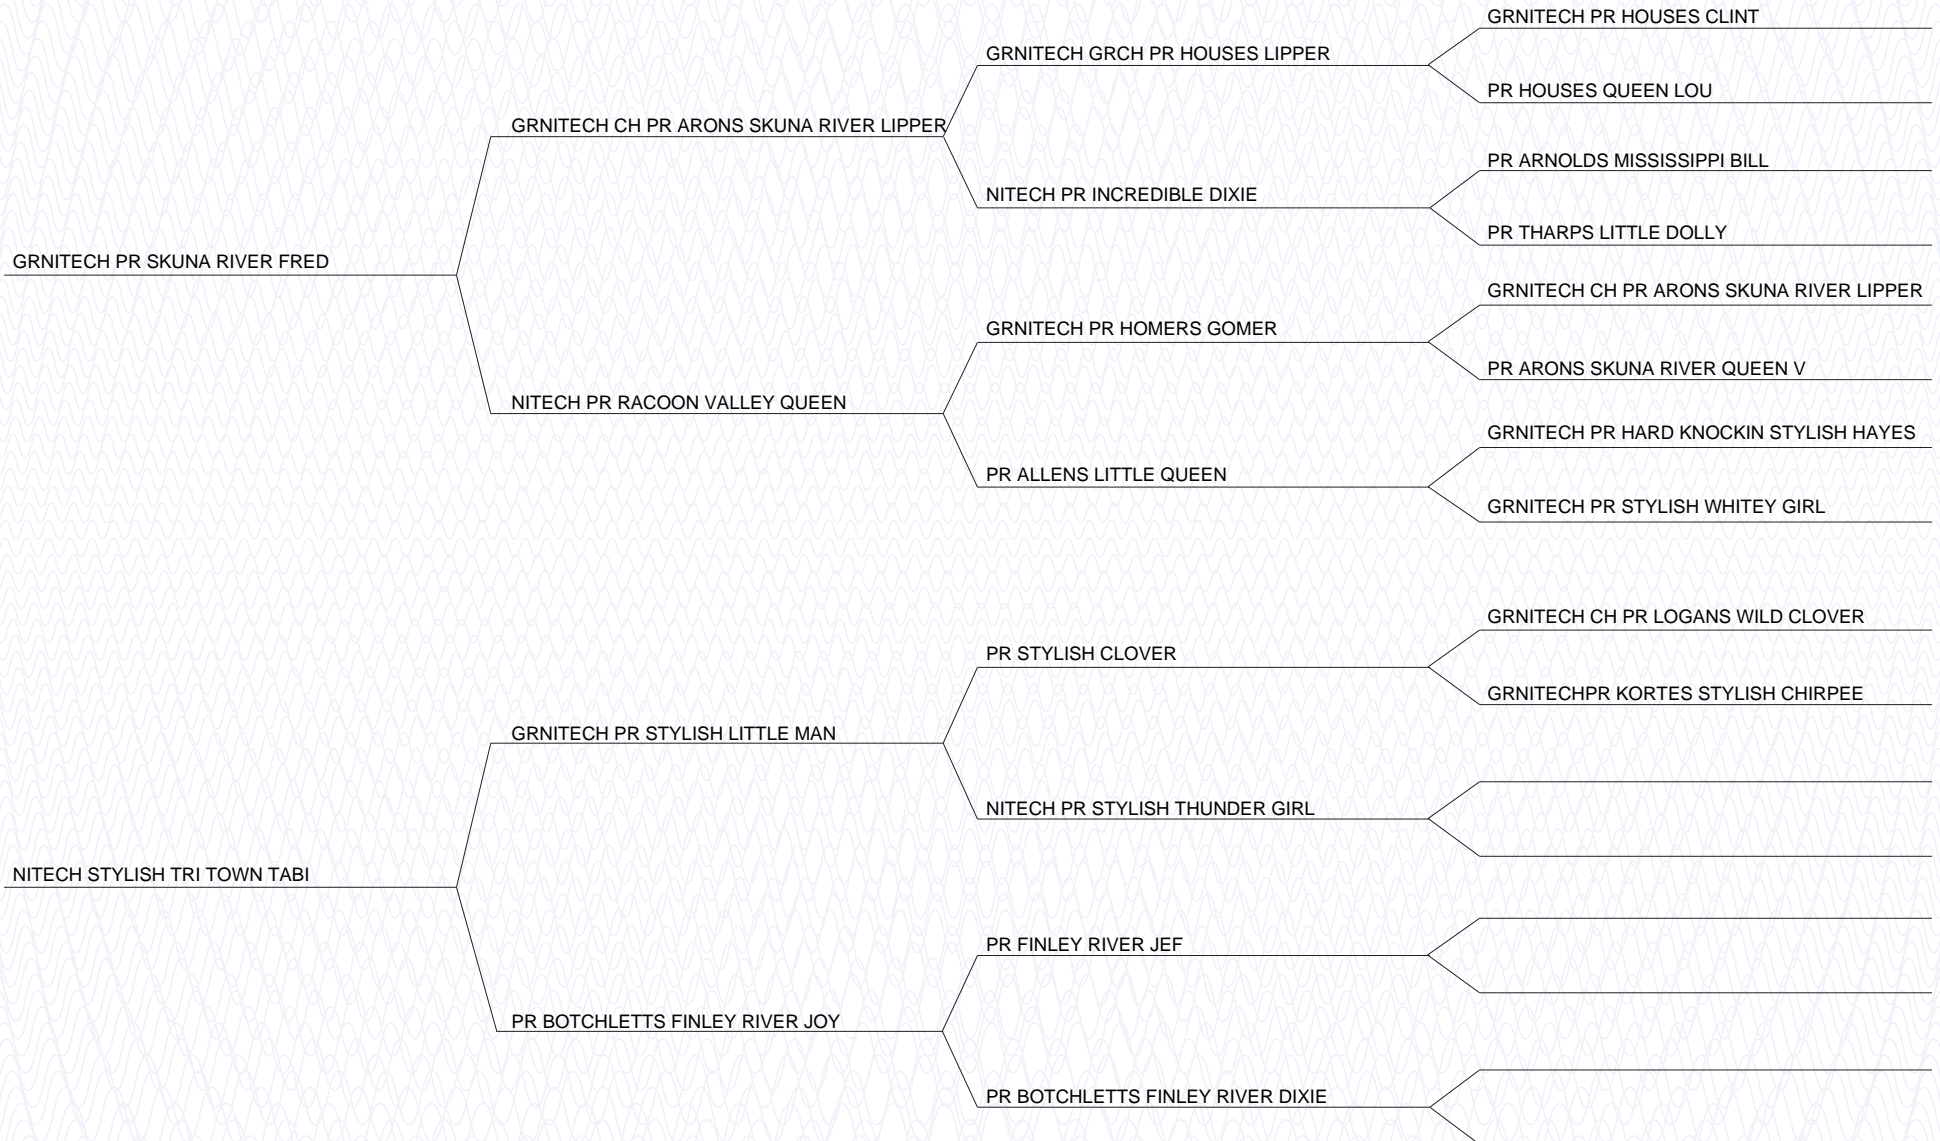 GRNITECH PR HOUSES CLINT
GRNITECH GRCH PR HOUSES LIPPER
PR HOUSES QUEEN LOU
GRNITECH CH PR ARONS SKUNA RIVER LIPPER
PR ARNOLDS MISSISSIPPI BILL
NITECH PR INCREDIBLE DIXIE
PR THARPS LITTLE DOLLY
GRNITECH PR SKUNA RIVER FRED
GRNITECH CH PR ARONS SKUNA RIVER LIPPER
GRNITECH PR HOMERS GOMER
PR ARONS SKUNA RIVER QUEEN V
NITECH PR RACOON VALLEY QUEEN
GRNITECH PR HARD KNOCKIN STYLISH HAYES
PR ALLENS LITTLE QUEEN
GRNITECH PR STYLISH WHITEY GIRL
GRNITECH CH PR LOGANS WILD CLOVER
PR STYLISH CLOVER
GRNITECHPR KORTES STYLISH CHIRPEE
GRNITECH PR STYLISH LITTLE MAN
NITECH PR STYLISH THUNDER GIRL
NITECH STYLISH TRI TOWN TABI
PR FINLEY RIVER JEF
PR BOTCHLETTS FINLEY RIVER JOY
PR BOTCHLETTS FINLEY RIVER DIXIE